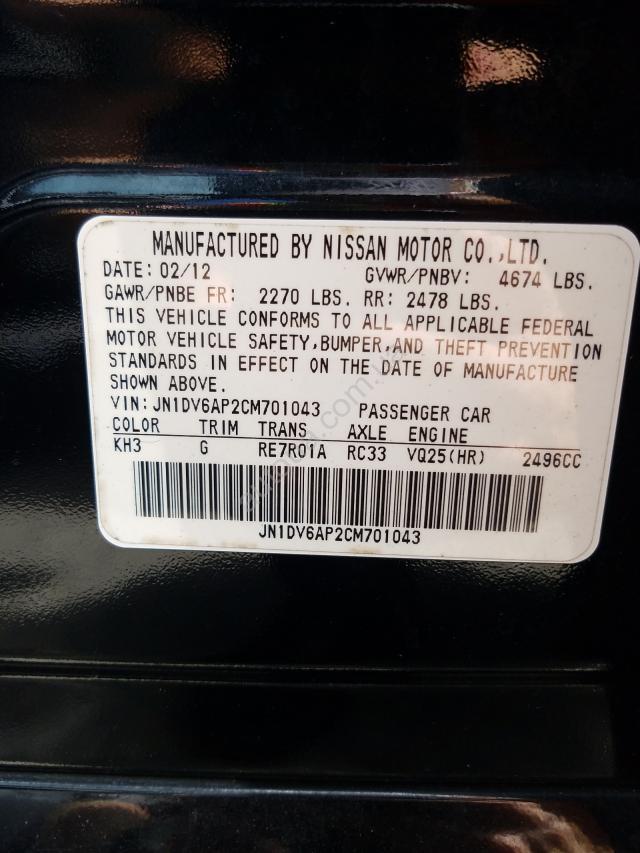 MANUFACTURED BY NISSAN MOTOR CO.,LTD.
DATE: 02/12 GVWR/PNBV: 4674 LBS.
GAWR/PNBE FR: 2270 LBS. RR: 2478 LBS.
THIS VEHICLE CONFORMS TO ALL APPLICABLE FEDERAL
MOTOR VEHICLE SAFETY,BUMPER,AND THEFT PREVENTION
STANDARDS IN EFFECT ON THE DATE OF MANUFACTURE
SHOWN ABOVE.
VIN:JN1DV6AP2CM701043 PASSENGER CAR
COLOR TRIM TRANS AXLE ENGINE
KH3 G RE7R01A RC33 VQ25(HR) 2496CC
JN1DV6AP2CM701043